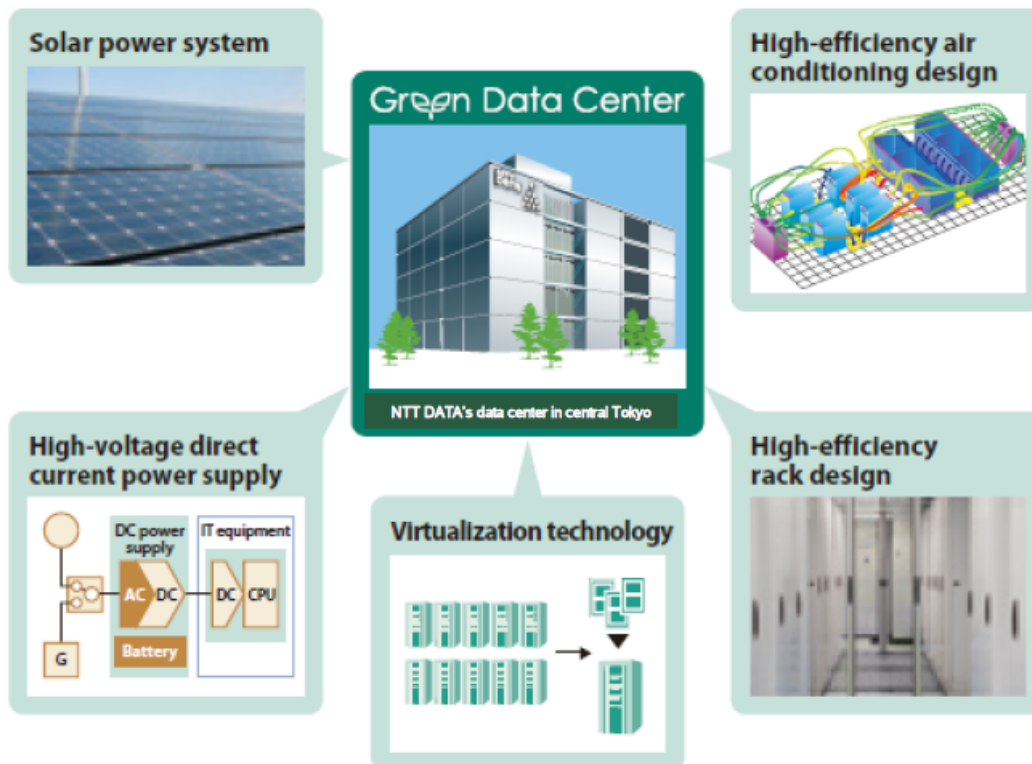 Solar power system
Green Data Center
NTT DATA's data center in central Tokyo
High-efficiency air
conditioning design
High-voltage direct
current power supply
DC power
supply
IT equipment
AC
DC
DC
CPU
Battery
G
Virtualization technology
High-efficiency
rack design